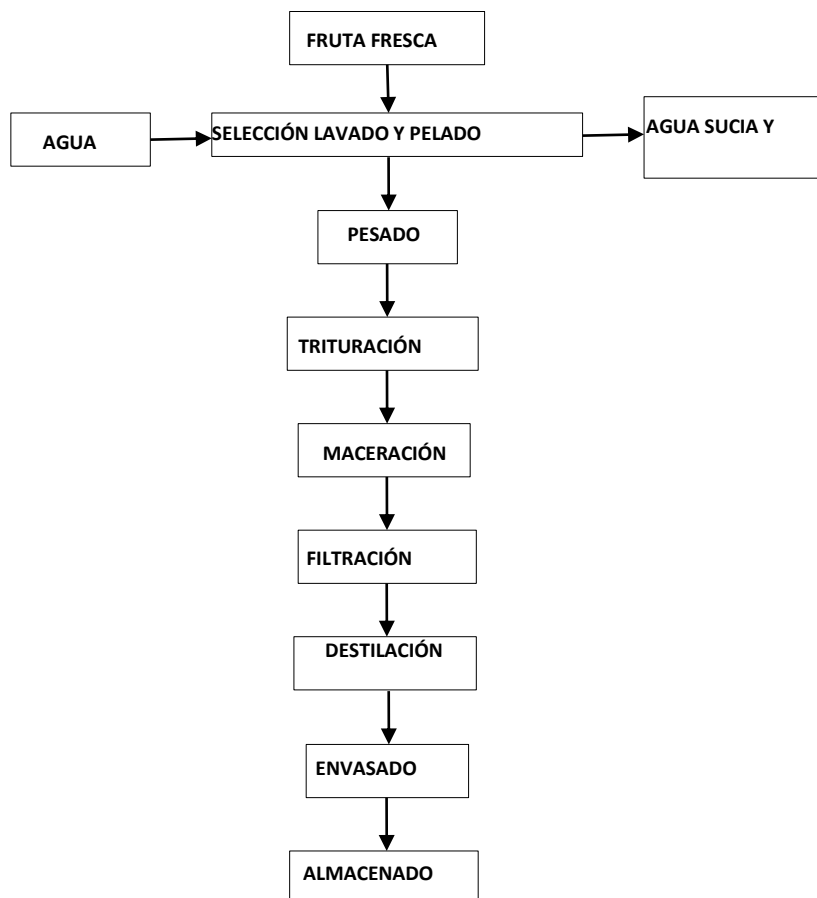 FRUTA FRESCA
AGUA
SELECCIÓN LAVADO Y PELADO
AGUA SUCIA Y
PESADO
TRITURACIÓN
MACERACIÓN
FILTRACIÓN
DESTILACIÓN
ENVASADO
ALMACENADO